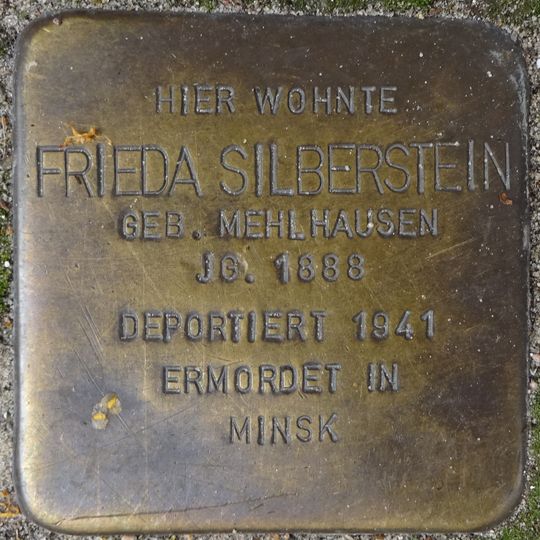 HIER WOHNTE
FRIEDA SILBERSTEIN
GEB. MEHLHAUSEN
JG. 1888
DEPORTIERT 1941
ERMORDET IN
MINSK